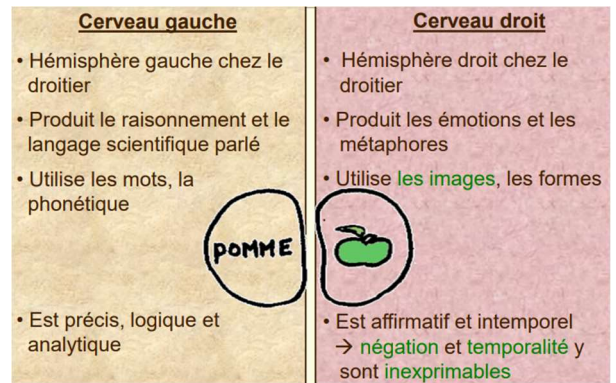 Cerveau gauche
• Hémisphère gauche chez le
droitier
• Produit le raisonnement et le
langage scientifique parlé
• Utilise les mots, la
phonétique
POMME
• Est précis, logique et
analytique
Cerveau droit
• Hémisphère droit chez le
droitier
• Produit les émotions et les
métaphores
• Utilise les images, les formes
• Est affirmatif et intemporel
→ négation et temporalité y
sont inexprimables